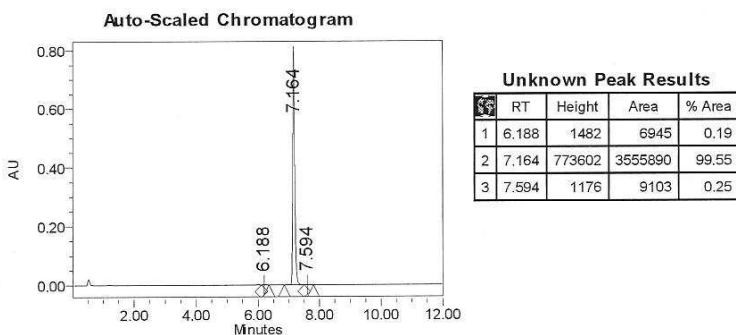 Auto-Scaled Chromatogram
0.80
0.60
0.40
0.20
0.00
AU
6.188
7.164
7.594
2.00 4.00 6.00 8.00 10.00 12.00
Minutes
Unknown Peak Results
RT Height Area % Area
1 6.188 1482 6945 0.19
2 7.164 773602 3555890 99.55
3 7.594 1176 9103 0.25